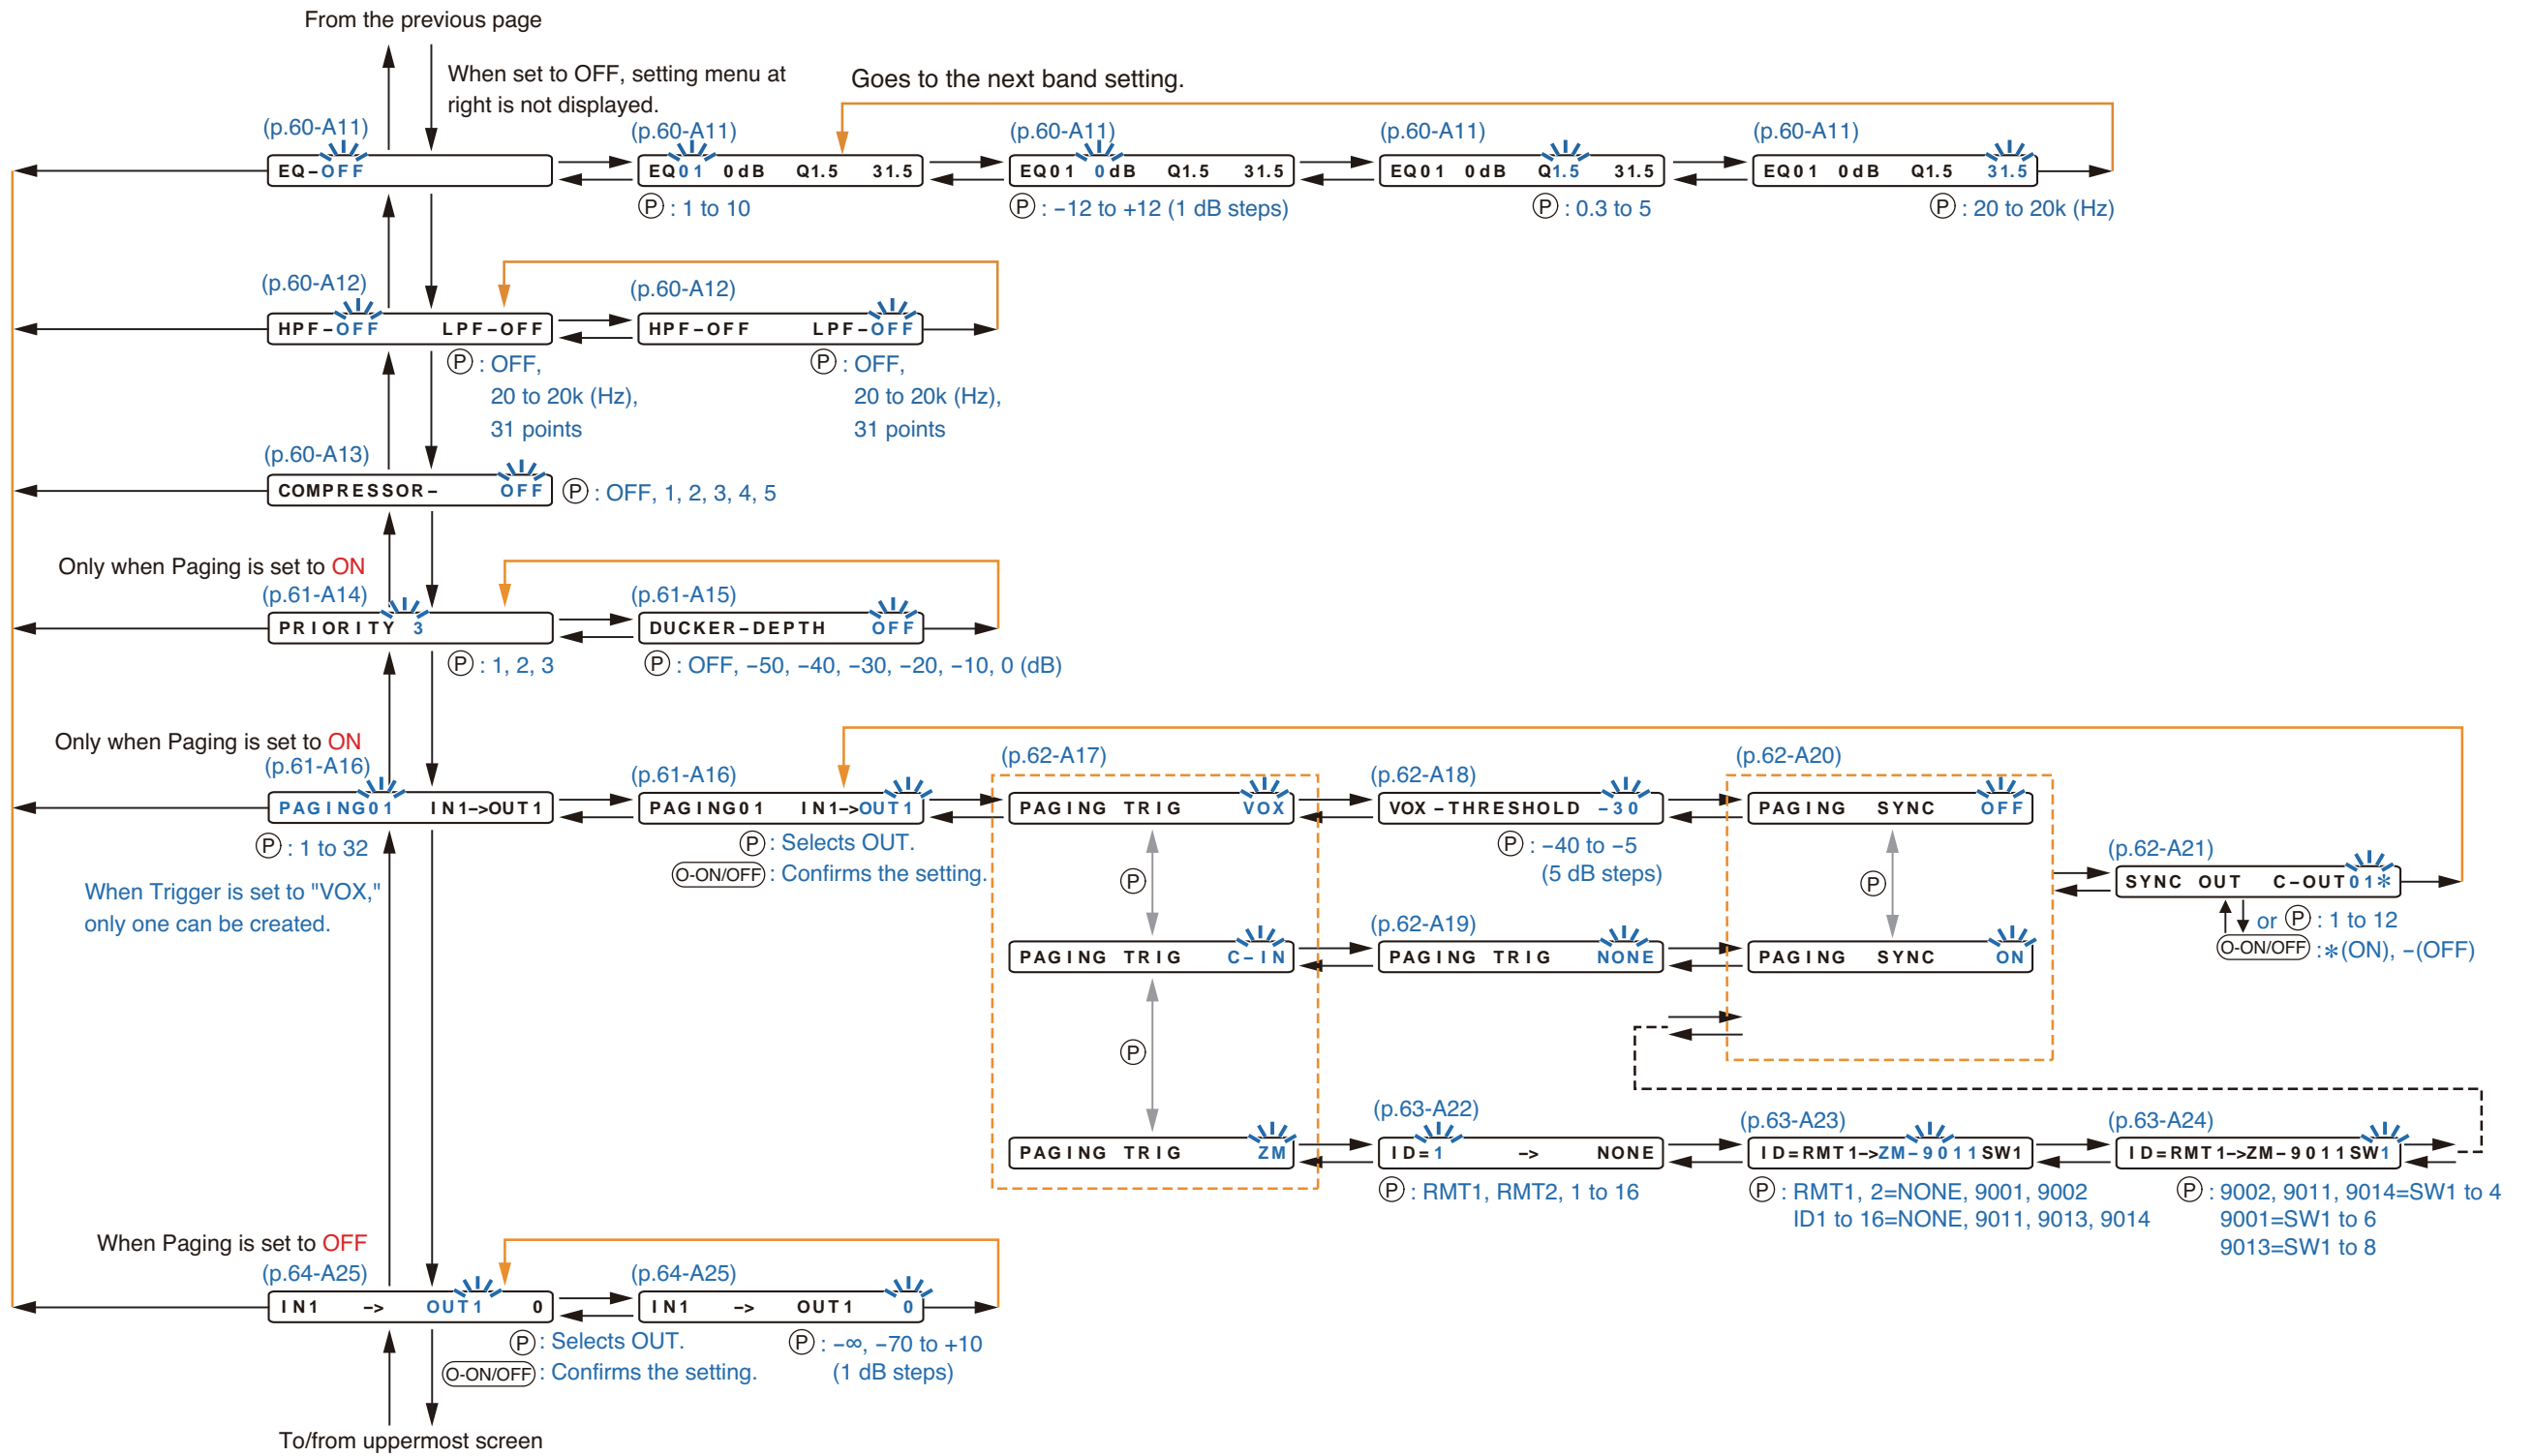 From the previous page
When set to OFF, setting menu at
right is not displayed.
Goes to the next band setting.
(p.60-A11)
(p.60-A11)
(p.60-A11)
(p.60-A11)
(p.60-A11)
EQ–OFF
EQ01 0dB Q1.5 31.5
EQ01 0dB Q1.5 31.5
EQ01 0dB Q1.5 31.5
EQ01 0dB Q1.5 31.5
Ⓟ : 1 to 10
Ⓟ : −12 to +12 (1 dB steps)
Ⓟ : 0.3 to 5
Ⓟ : 20 to 20k (Hz)
(p.60-A12)
(p.60-A12)
HPF–OFF LPF–OFF
HPF–OFF LPF–OFF
Ⓟ : OFF,
20 to 20k (Hz),
31 points
Ⓟ : OFF,
20 to 20k (Hz),
31 points
(p.60-A13)
COMPRESSOR– OFF
Ⓟ : OFF, 1, 2, 3, 4, 5
Only when Paging is set to ON
(p.61-A14)
(p.61-A15)
PRIORITY 3
DUCKER–DEPTH OFF
Ⓟ : 1, 2, 3
Ⓟ : OFF, −50, −40, −30, −20, −10, 0 (dB)
Only when Paging is set to ON
(p.61-A16)
(p.61-A16)
(p.62-A17)
(p.62-A18)
(p.62-A20)
PAGING01 IN1–>OUT1
PAGING01 IN1–>OUT1
PAGING TRIG VOX
VOX–THRESHOLD –30
PAGING SYNC OFF
Ⓟ : 1 to 32
When Trigger is set to "VOX,"
only one can be created.
Ⓟ : Selects OUT.
O-ON/OFF : Confirms the setting.
Ⓟ
Ⓟ : −40 to −5
(5 dB steps)
Ⓟ
(p.62-A21)
SYNC OUT C–OUT01*
or Ⓟ : 1 to 12
O-ON/OFF :*(ON), −(OFF)
(p.62-A19)
PAGING TRIG C–IN
PAGING TRIG NONE
PAGING SYNC ON
Ⓟ
(p.63-A22)
(p.63-A23)
(p.63-A24)
PAGING TRIG ZM
ID=1 –> NONE
ID=RMT1–>ZM–9011SW1
ID=RMT1–>ZM–9011SW1
Ⓟ : RMT1, RMT2, 1 to 16
Ⓟ : RMT1, 2=NONE, 9001, 9002
ID1 to 16=NONE, 9011, 9013, 9014
Ⓟ : 9002, 9011, 9014=SW1 to 4
9001=SW1 to 6
9013=SW1 to 8
When Paging is set to OFF
(p.64-A25)
(p.64-A25)
IN1 –> OUT1 0
IN1 –> OUT1 0
Ⓟ : Selects OUT.
O-ON/OFF : Confirms the setting.
Ⓟ : −∞, −70 to +10
(1 dB steps)
To/from uppermost screen